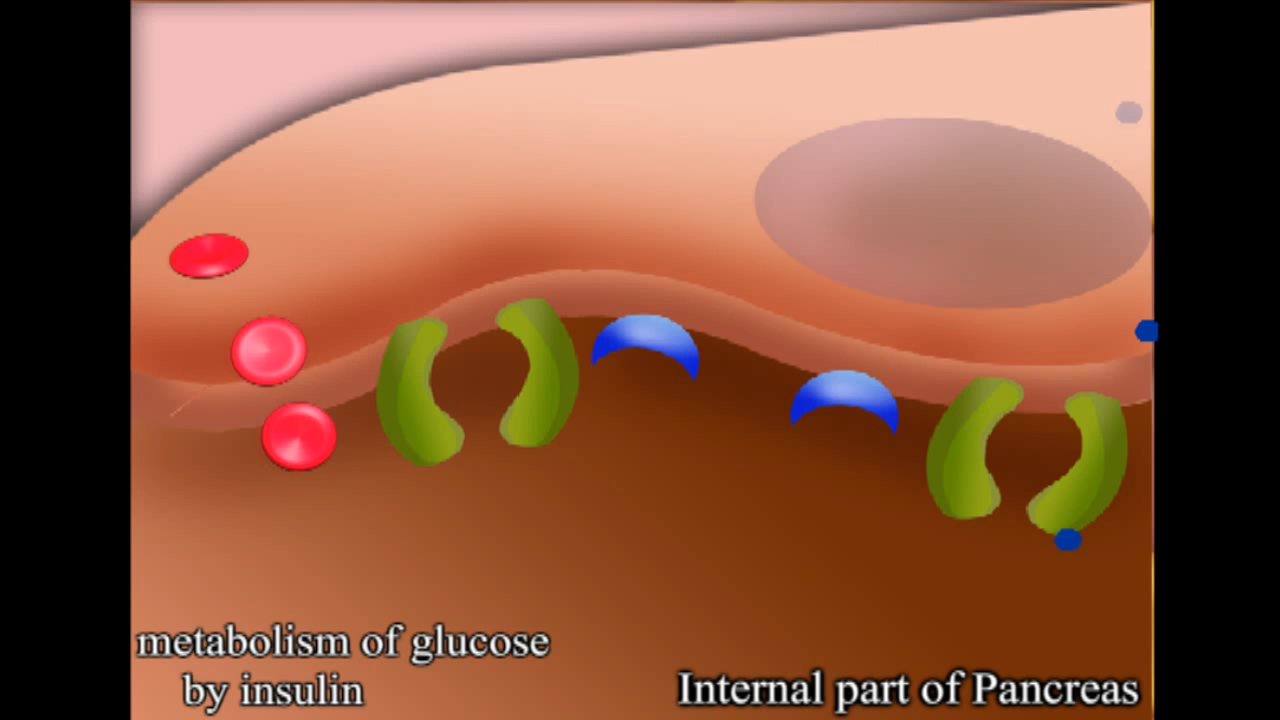 metabolism of glucose
by insulin
Internal part of Pancreas